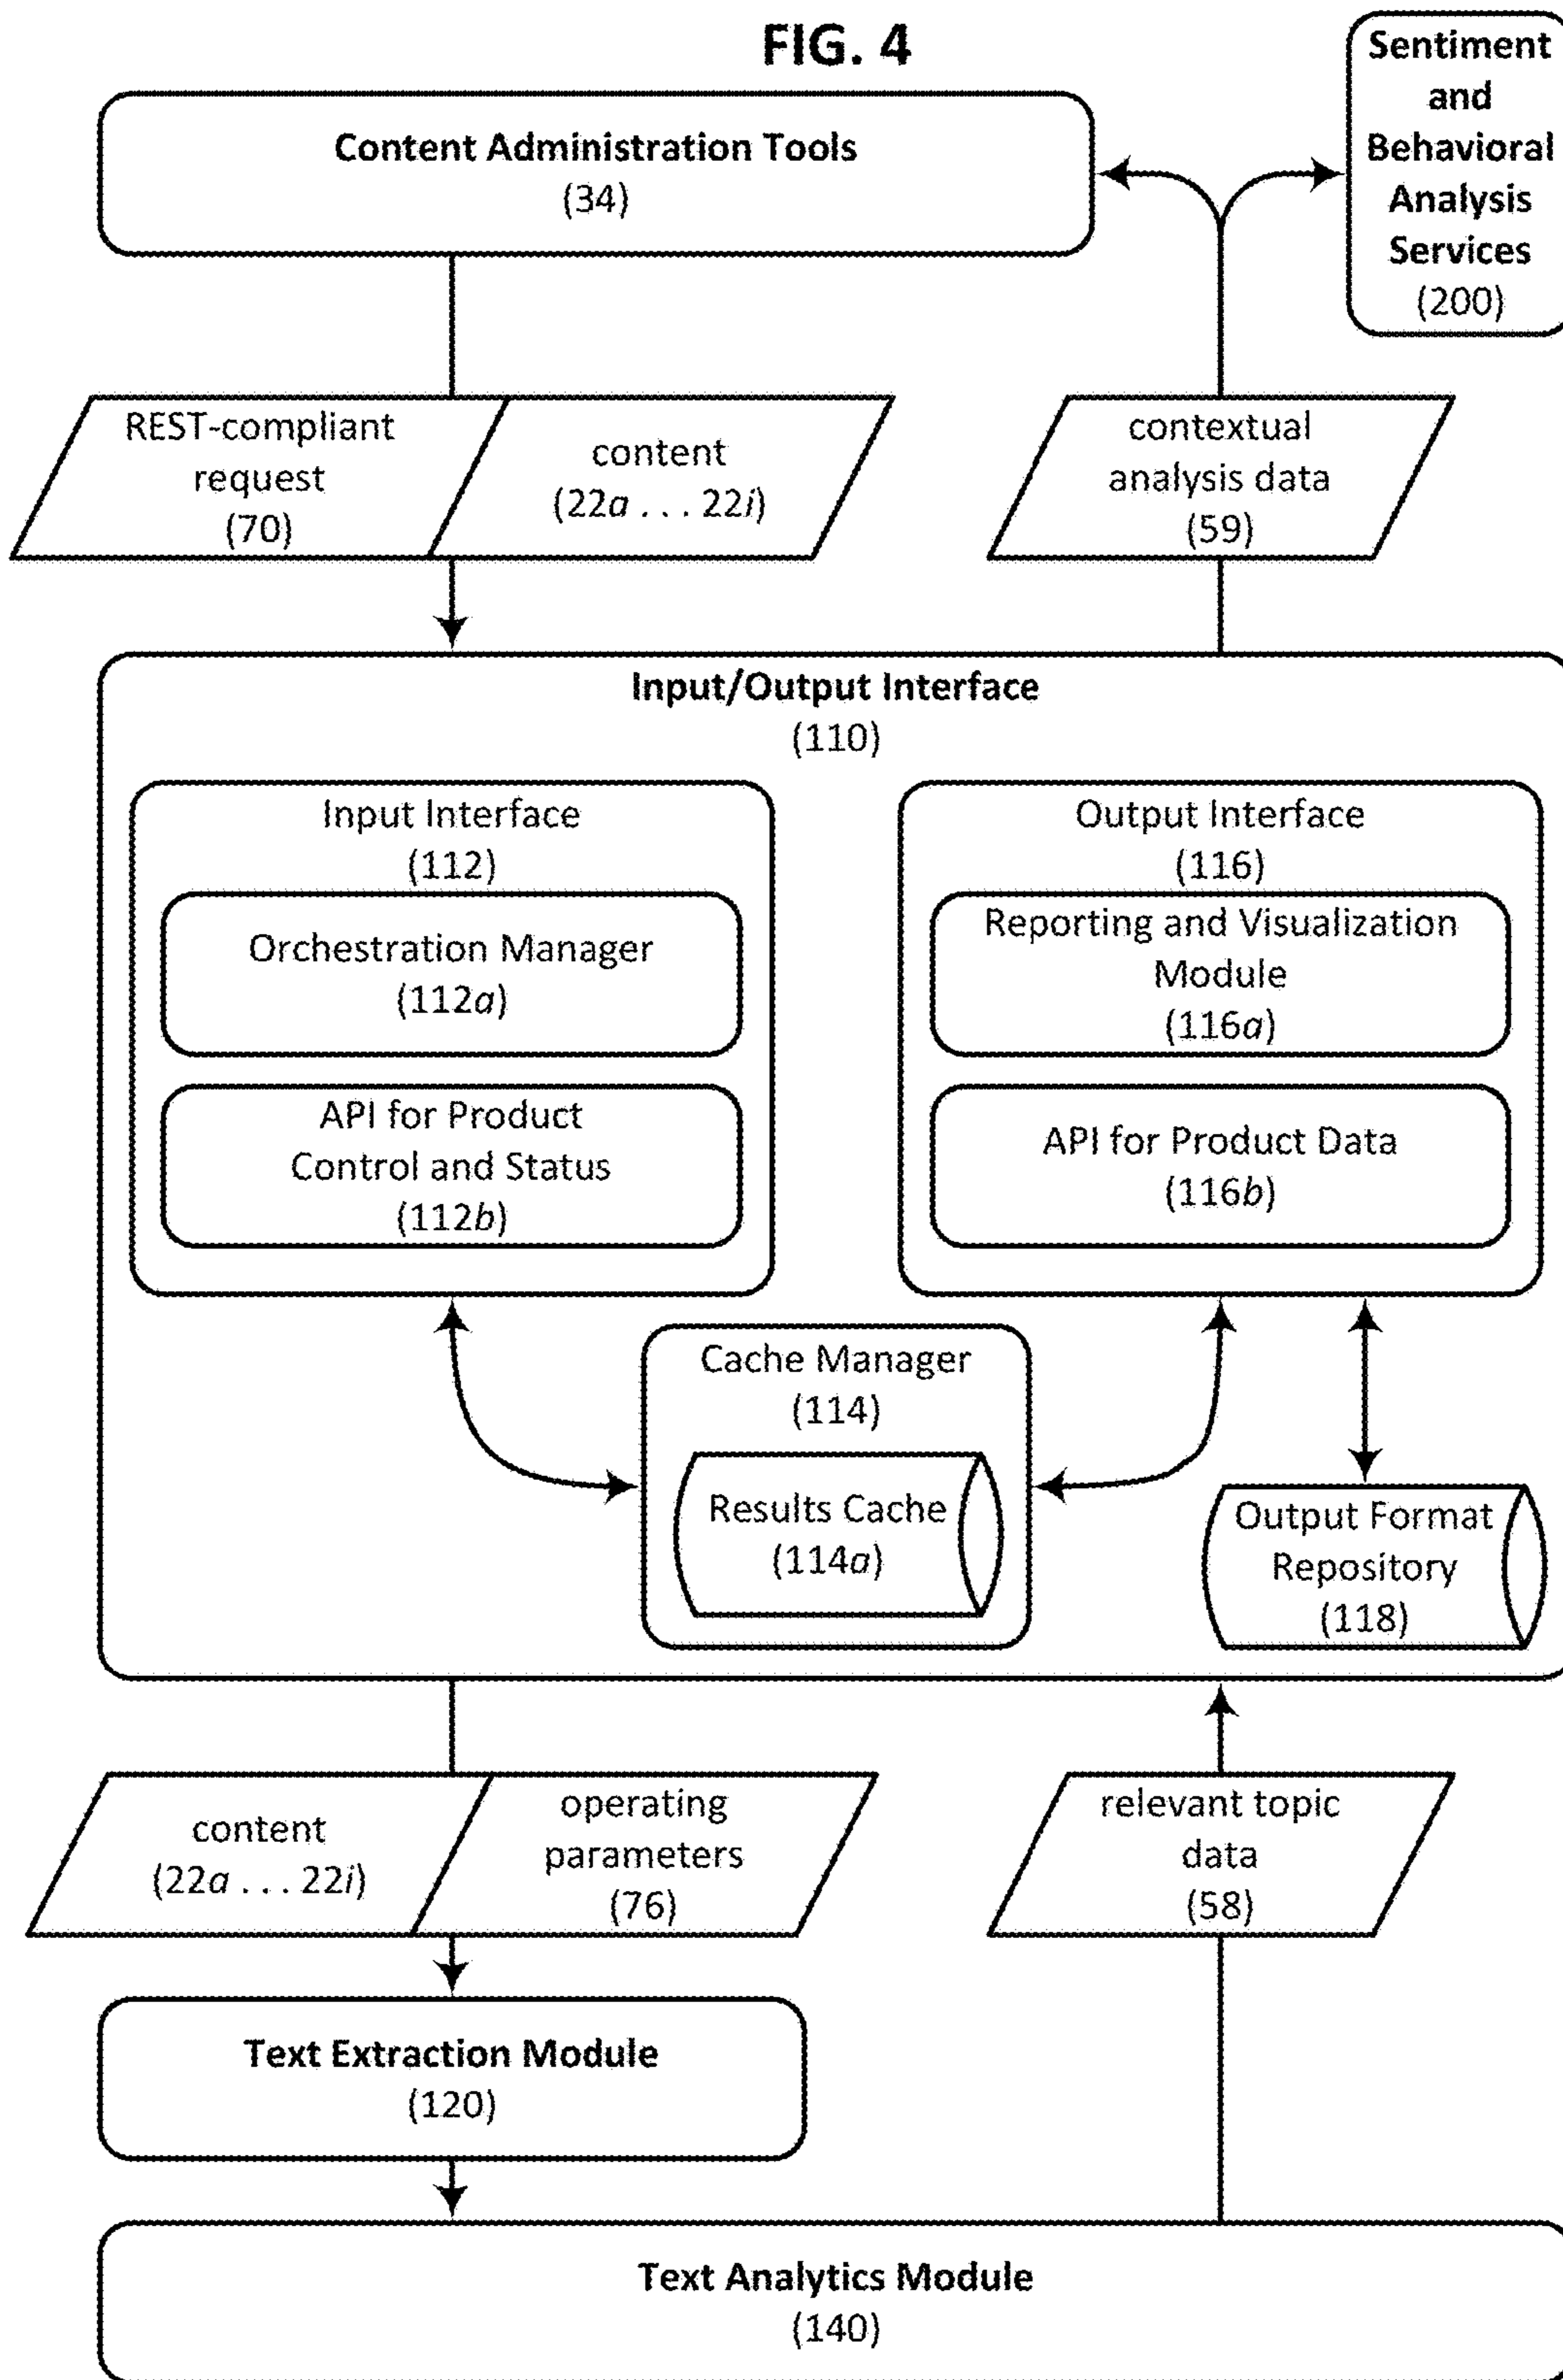 FIG. 4
Content Administration Tools
(34)
Sentiment
and
Behavioral
Analysis
Services
(200)
REST-compliant
request
(70)
content
(22a . . . 22i)
contextual
analysis data
(59)
Input/Output Interface
(110)
Input Interface
(112)
Orchestration Manager
(112a)
API for Product
Control and Status
(112b)
Output Interface
(116)
Reporting and Visualization
Module
(116a)
API for Product Data
(116b)
Cache Manager
(114)
Results Cache
(114a)
Output Format
Repository
(118)
content
(22a . . . 22i)
operating
parameters
(76)
relevant topic
data
(58)
Text Extraction Module
(120)
Text Analytics Module
(140)